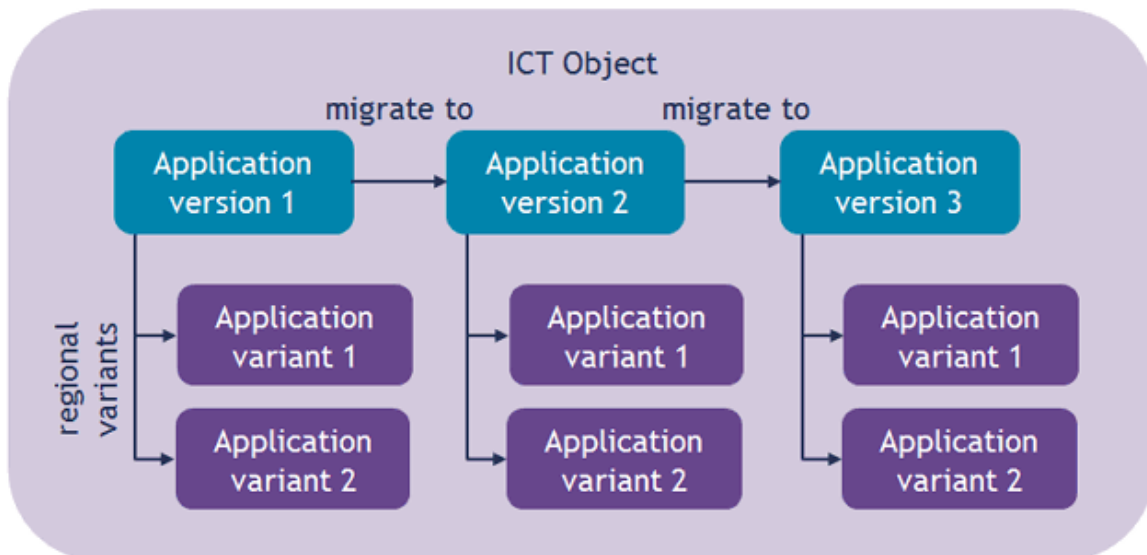 ICT Object
migrate to
migrate to
Application
version 1
Application
version 2
Application
version 3
regional
variants
Application
variant 1
Application
variant 1
Application
variant 1
Application
variant 2
Application
variant 2
Application
variant 2